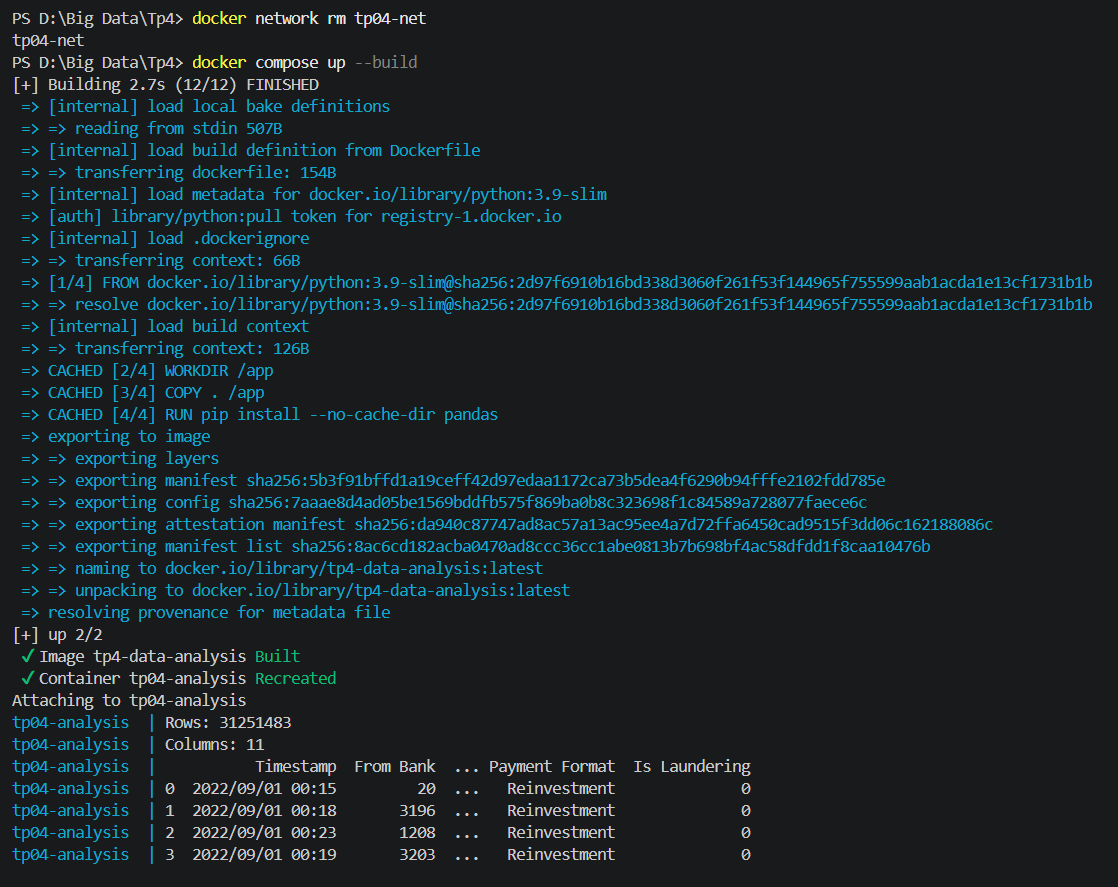 PS D:\Big Data\Tp4> docker network rm tp04-net
tp04-net
PS D:\Big Data\Tp4> docker compose up --build
[+] Building 2.7s (12/12) FINISHED
=> [internal] load local bake definitions
=> => reading from stdin 507B
=> [internal] load build definition from Dockerfile
=> => transferring dockerfile: 154B
=> [internal] load metadata for docker.io/library/python:3.9-slim
=> [auth] library/python:pull token for registry-1.docker.io
=> [internal] load .dockerignore
=> => transferring context: 66B
=> [1/4] FROM docker.io/library/python:3.9-slim@sha256:2d97f6910b16bd338d3060f261f53f144965f755599aab1acda1e13cf1731b1b
=> => resolve docker.io/library/python:3.9-slim@sha256:2d97f6910b16bd338d3060f261f53f144965f755599aab1acda1e13cf1731b1b
=> [internal] load build context
=> => transferring context: 126B
=> CACHED [2/4] WORKDIR /app
=> CACHED [3/4] COPY . /app
=> CACHED [4/4] RUN pip install --no-cache-dir pandas
=> exporting to image
=> => exporting layers
=> => exporting manifest sha256:5b3f91bffd1a19ceff42d97edaa1172ca73b5dea4f6290b94fffe2102fdd785e
=> => exporting config sha256:7aaae8d4ad05be1569bddfb575f869ba0b8c323698f1c84589a728077faece6c
=> => exporting attestation manifest sha256:da940c87747ad8ac57a13ac95ee4a7d72ffa6450cad9515f3dd06c162188086c
=> => exporting manifest list sha256:8ac6cd182acba0470ad8ccc36cc1abe0813b7b698bf4ac58dfdd1f8caa10476b
=> => naming to docker.io/library/tp4-data-analysis:latest
=> => unpacking to docker.io/library/tp4-data-analysis:latest
=> resolving provenance for metadata file
[+] up 2/2
✓ Image tp4-data-analysis Built
✓ Container tp04-analysis Recreated
Attaching to tp04-analysis
tp04-analysis | Rows: 31251483
tp04-analysis | Columns: 11
tp04-analysis | Timestamp From Bank ... Payment Format Is Laundering
tp04-analysis | 0 2022/09/01 00:15 20 ... Reinvestment 0
tp04-analysis | 1 2022/09/01 00:18 3196 ... Reinvestment 0
tp04-analysis | 2 2022/09/01 00:23 1208 ... Reinvestment 0
tp04-analysis | 3 2022/09/01 00:19 3203 ... Reinvestment 0